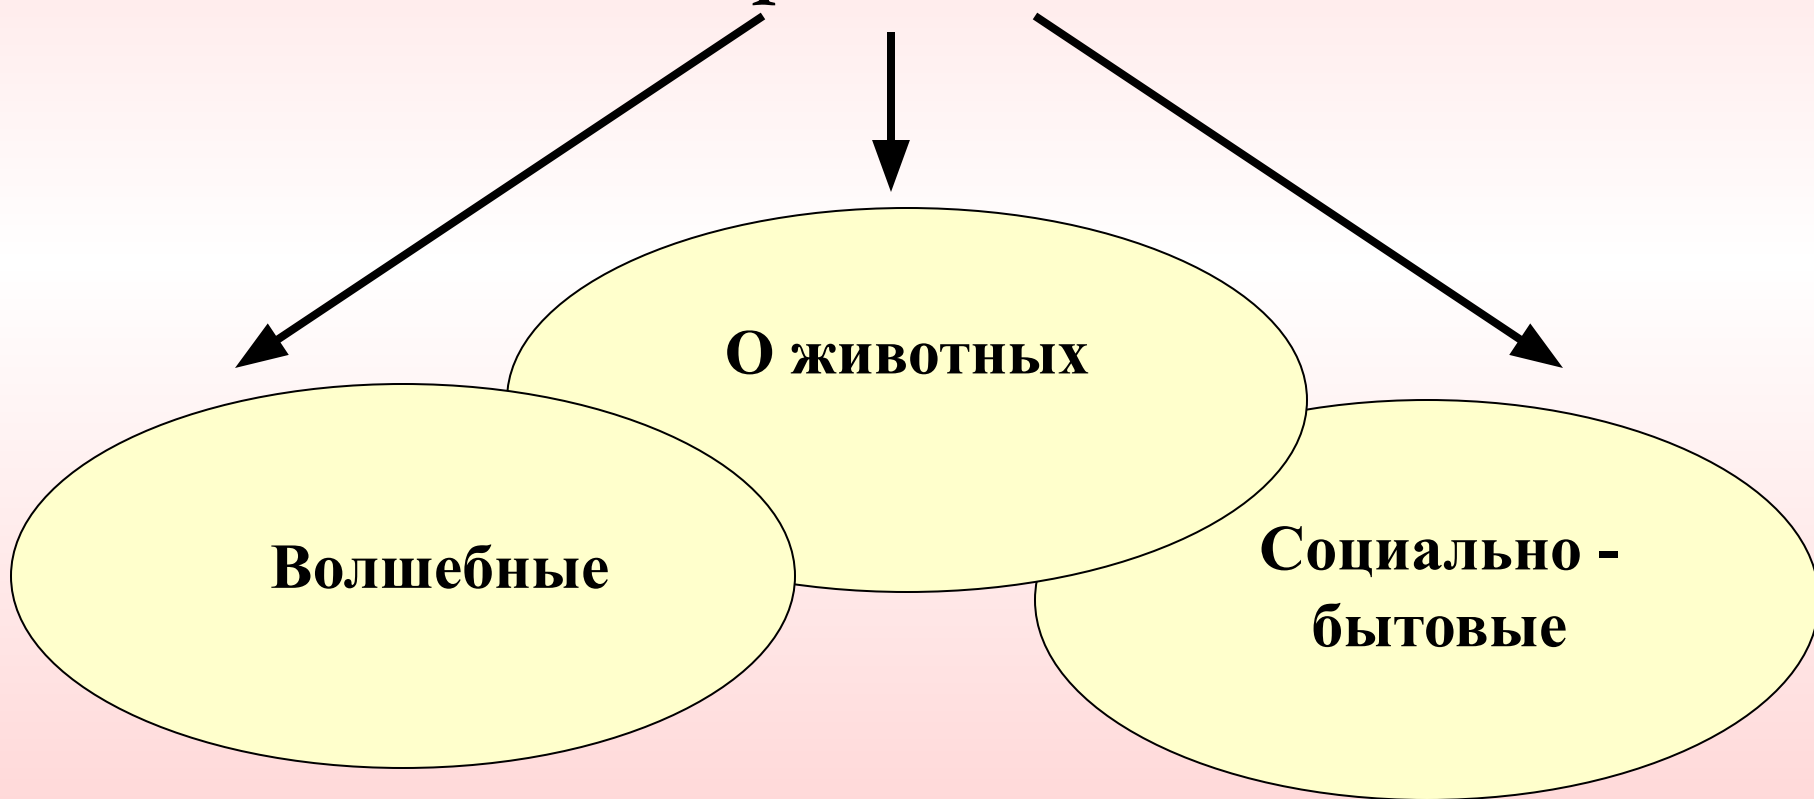 О животных
Волшебные
Социально -
бытовые